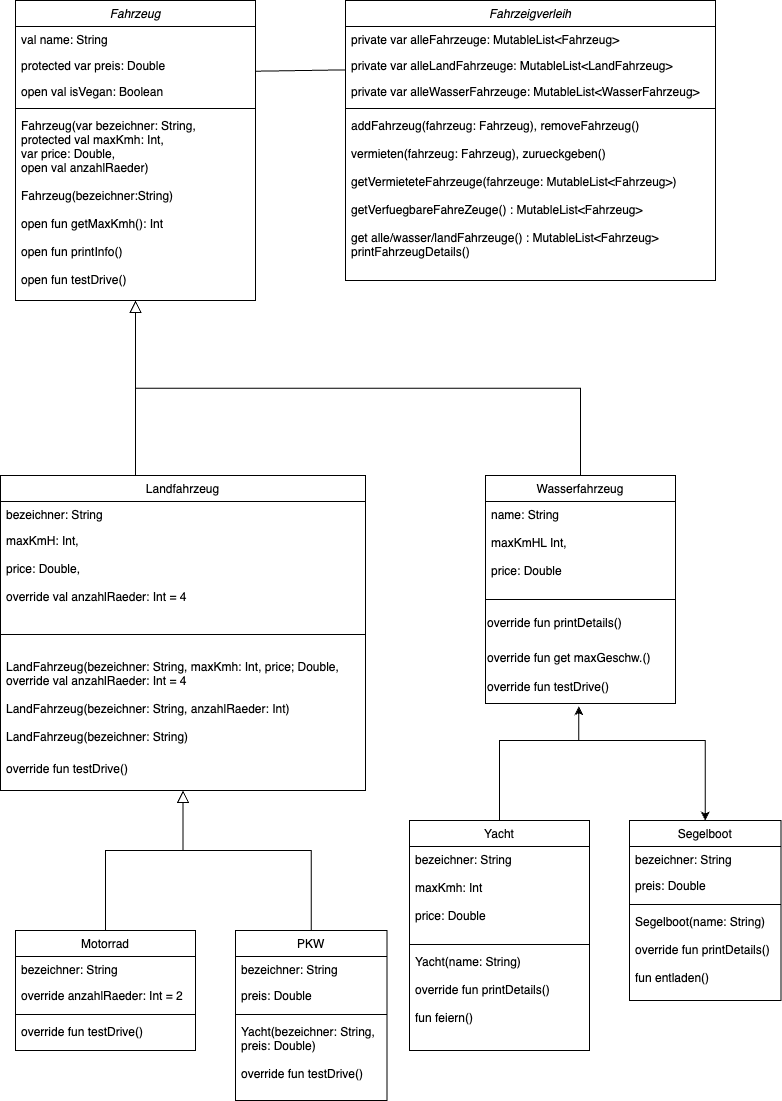 Fahrzeug
val name: String
protected var preis: Double
open val isVegan: Boolean
Fahrzeug(var bezeichner: String,
protected val maxKmh: Int,
var price: Double,
open val anzahlRaeder)
Fahrzeug(bezeichner:String)
open fun getMaxKmh(): Int
open fun printInfo()
open fun testDrive()
Fahrzeigverleih
private var alleFahrzeuge: MutableList<Fahrzeug>
private var alleLandFahrzeuge: MutableList<LandFahrzeug>
private var alleWasserFahrzeuge: MutableList<WasserFahrzeug>
addFahrzeug(fahrzeug: Fahrzeug), removeFahrzeug()
vermieten(fahrzeug: Fahrzeug), zurueckgeben()
getVermieteteFahrzeuge(fahrzeuge: MutableList<Fahrzeug>)
getVerfuegbareFahreZeuge() : MutableList<Fahrzeug>
get alle/wasser/landFahrzeuge() : MutableList<Fahrzeug>
printFahrzeugDetails()
Landfahrzeug
bezeichner: String
maxKmH: Int,
price: Double,
override val anzahlRaeder: Int = 4
LandFahrzeug(bezeichner: String, maxKmh: Int, price; Double,
override val anzahlRaeder: Int = 4
LandFahrzeug(bezeichner: String, anzahlRaeder: Int)
LandFahrzeug(bezeichner: String)
override fun testDrive()
Wasserfahrzeug
name: String
maxKmHL Int,
price: Double
override fun printDetails()
override fun get maxGeschw.()
override fun testDrive()
Motorrad
bezeichner: String
override anzahlRaeder: Int = 2
override fun testDrive()
PKW
bezeichner: String
preis: Double
Yacht(bezeichner: String,
preis: Double)
override fun testDrive()
Yacht
bezeichner: String
maxKmh: Int
price: Double
Yacht(name: String)
override fun printDetails()
fun feiern()
Segelboot
bezeichner: String
preis: Double
Segelboot(name: String)
override fun printDetails()
fun entladen()